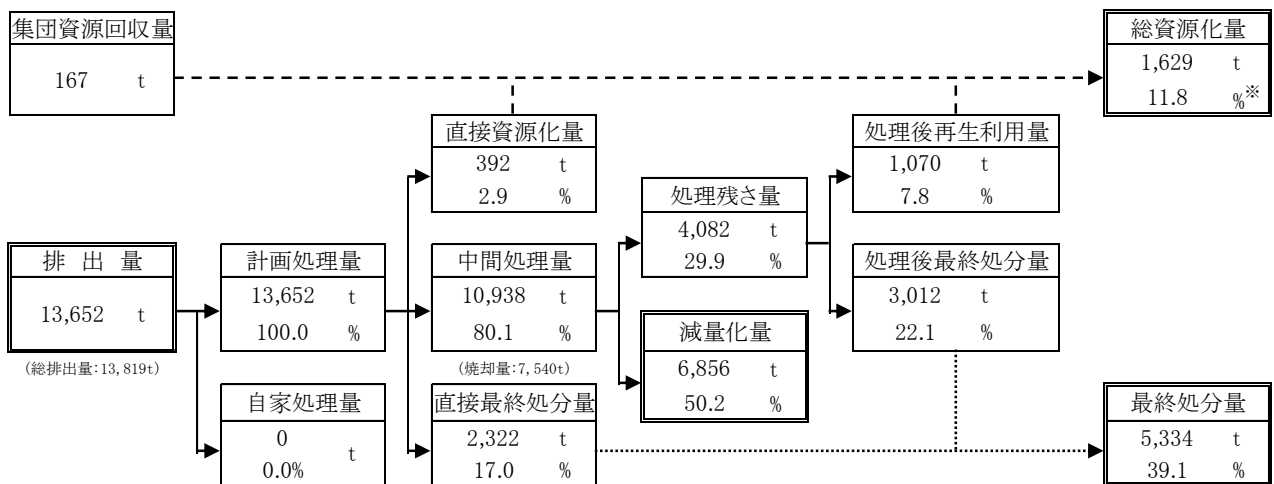 集団資源回収量
167 t
総資源化量
1,629 t
11.8 %※
直接資源化量
392 t
2.9 %
処理後再生利用量
1,070 t
7.8 %
処理残さ量
4,082 t
29.9 %
排 出 量
13,652 t
(総排出量:13,819t)
計画処理量
13,652 t
100.0 %
中間処理量
10,938 t
80.1 %
(焼却量:7,540t)
処理後最終処分量
3,012 t
22.1 %
減量化量
6,856 t
50.2 %
自家処理量
0 t
0.0%
直接最終処分量
2,322 t
17.0 %
最終処分量
5,334 t
39.1 %